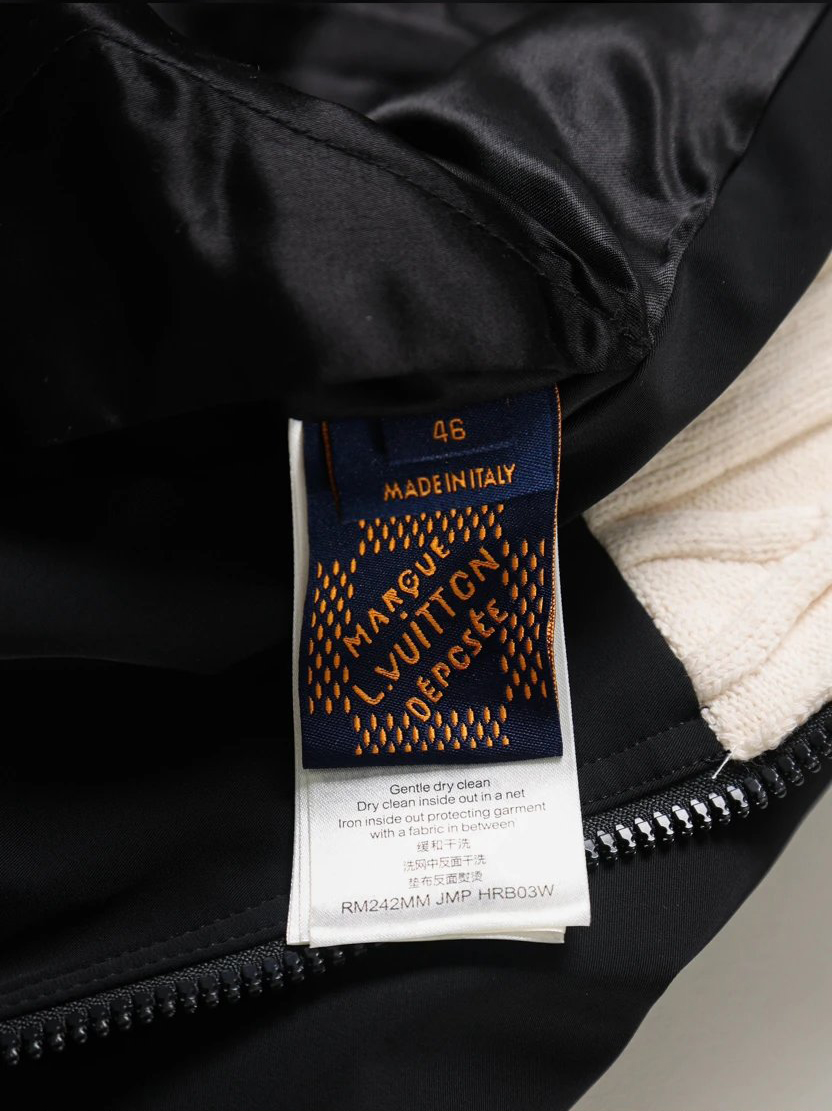 46
MADE IN ITALY
MARQUE
L.VUITTON
DÉPOSÉE
Gentle dry clean
Dry clean inside out in a net
Iron inside out protecting garment
with a fabric in between
缓和干洗
洗网中反面干洗
垫布反面熨烫
RM242MM JMP HRB03W